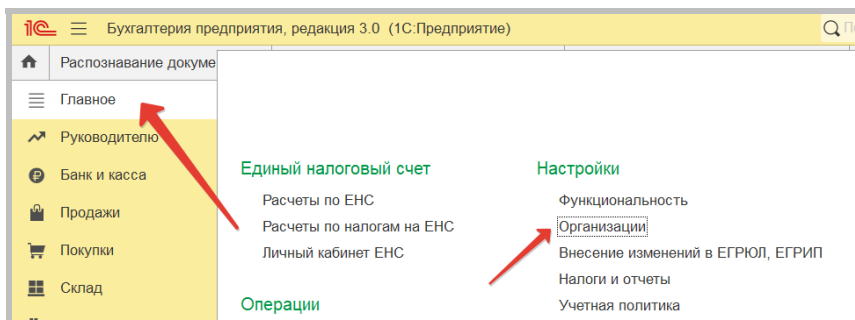 1С Бухгалтерия предприятия, редакция 3.0 (1С:Предприятие)
Распознавание
Главное
Руководителю
Банк и касса
Продажи
Покупки
Склад
Единый налоговый счет
Расчеты по ЕНС
Расчеты по налогам на ЕНС
Личный кабинет ЕНС
Операции
Настройки
Функциональность
Организации
Внесение изменений в ЕГРЮЛ, ЕГРИП
Налоги и отчеты
Учетная политика